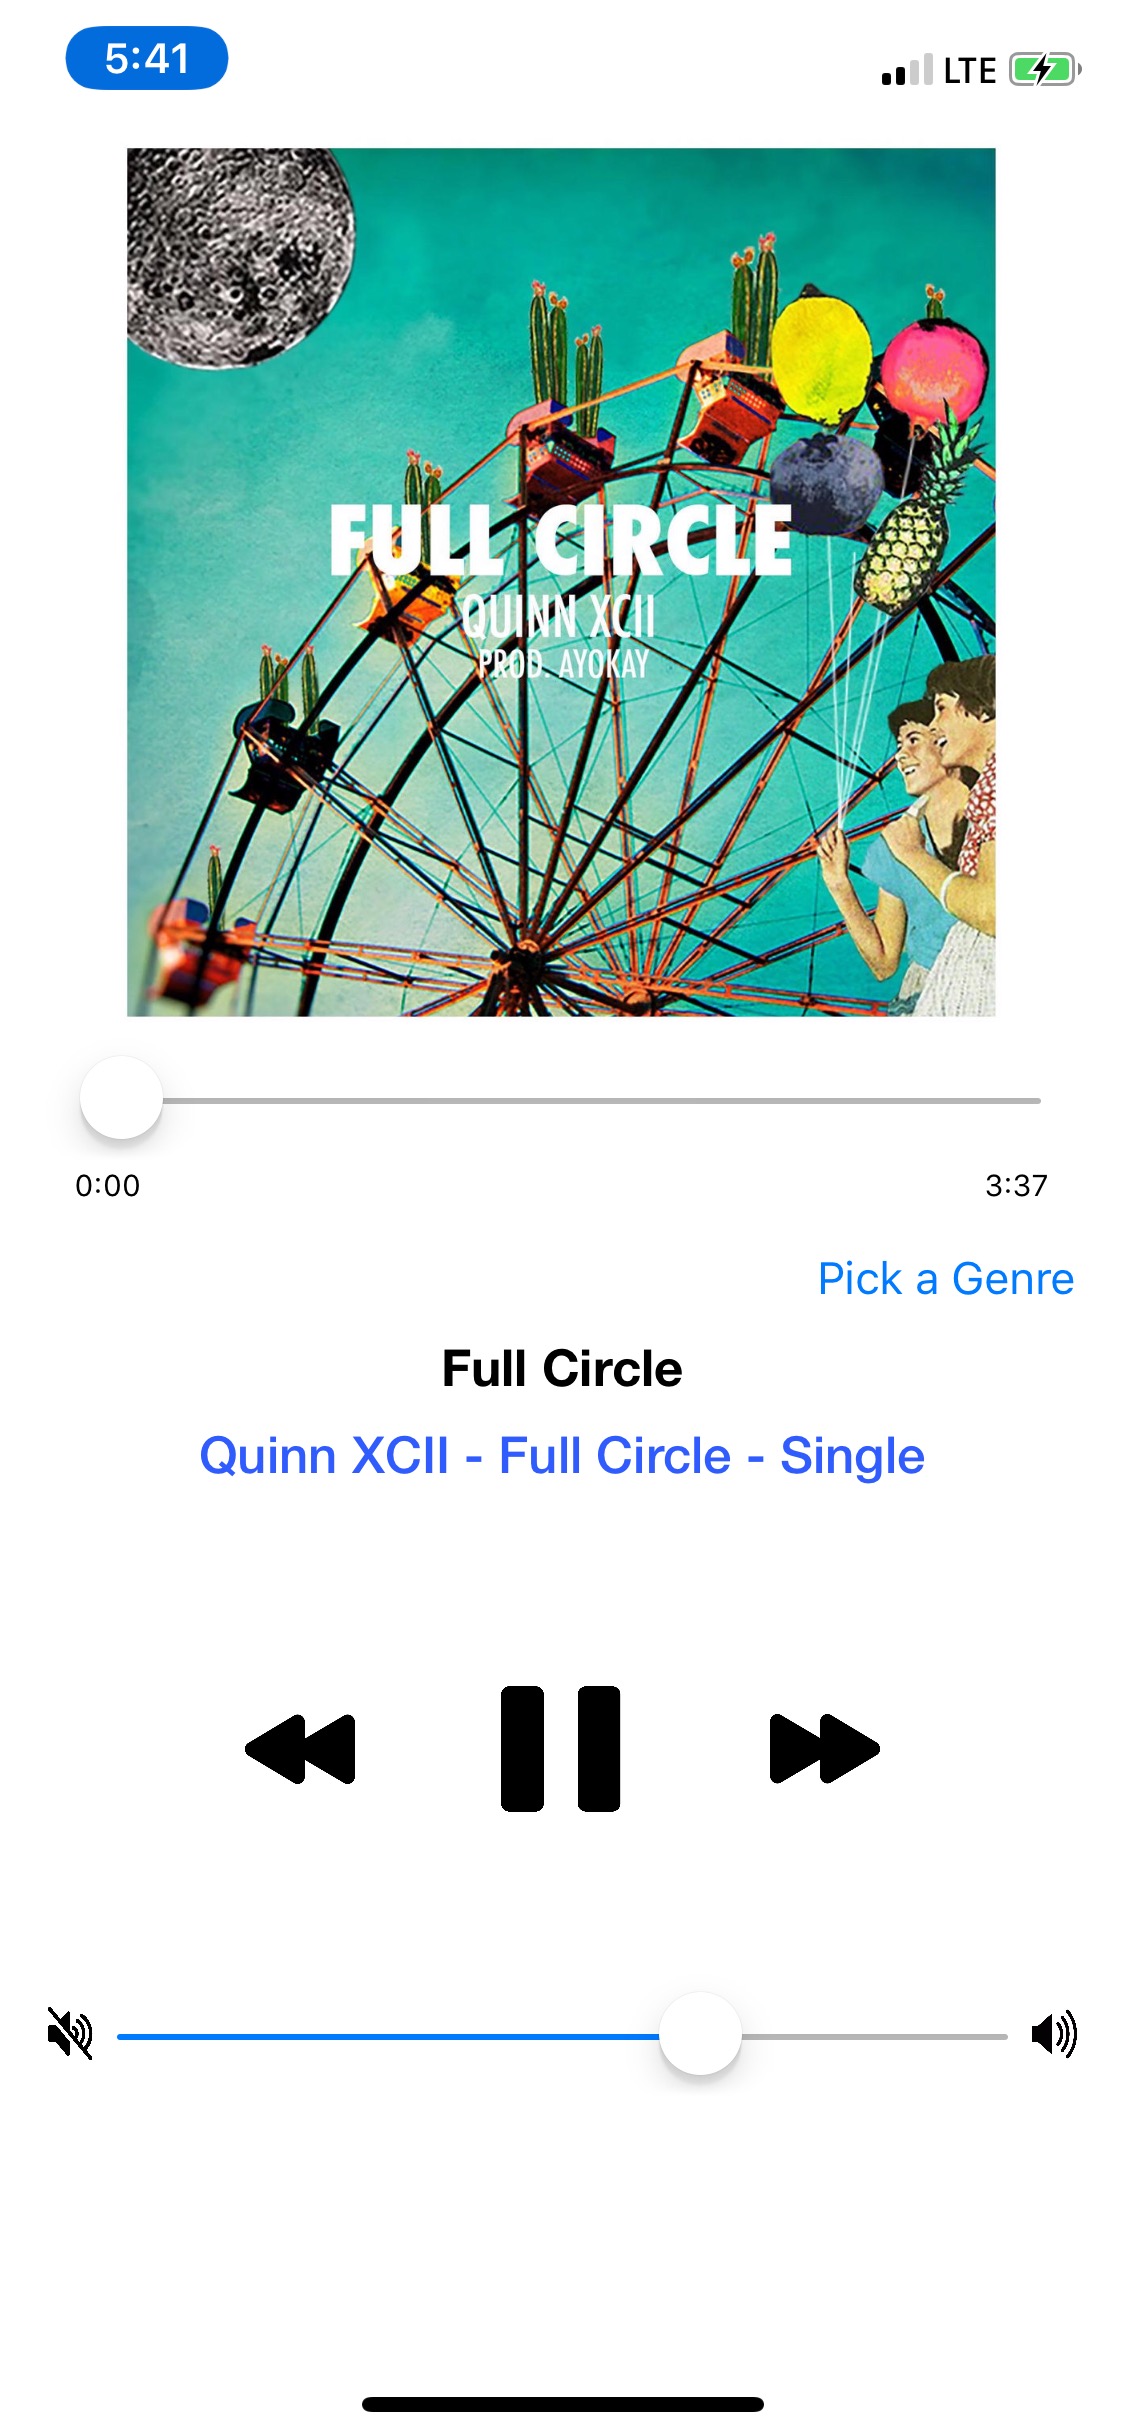 5:41
LTE
FULL CIRCLE
QUINN XCII
PROD. AYOKAY
0:00
3:37
Pick a Genre
Full Circle
Quinn XCII - Full Circle - Single